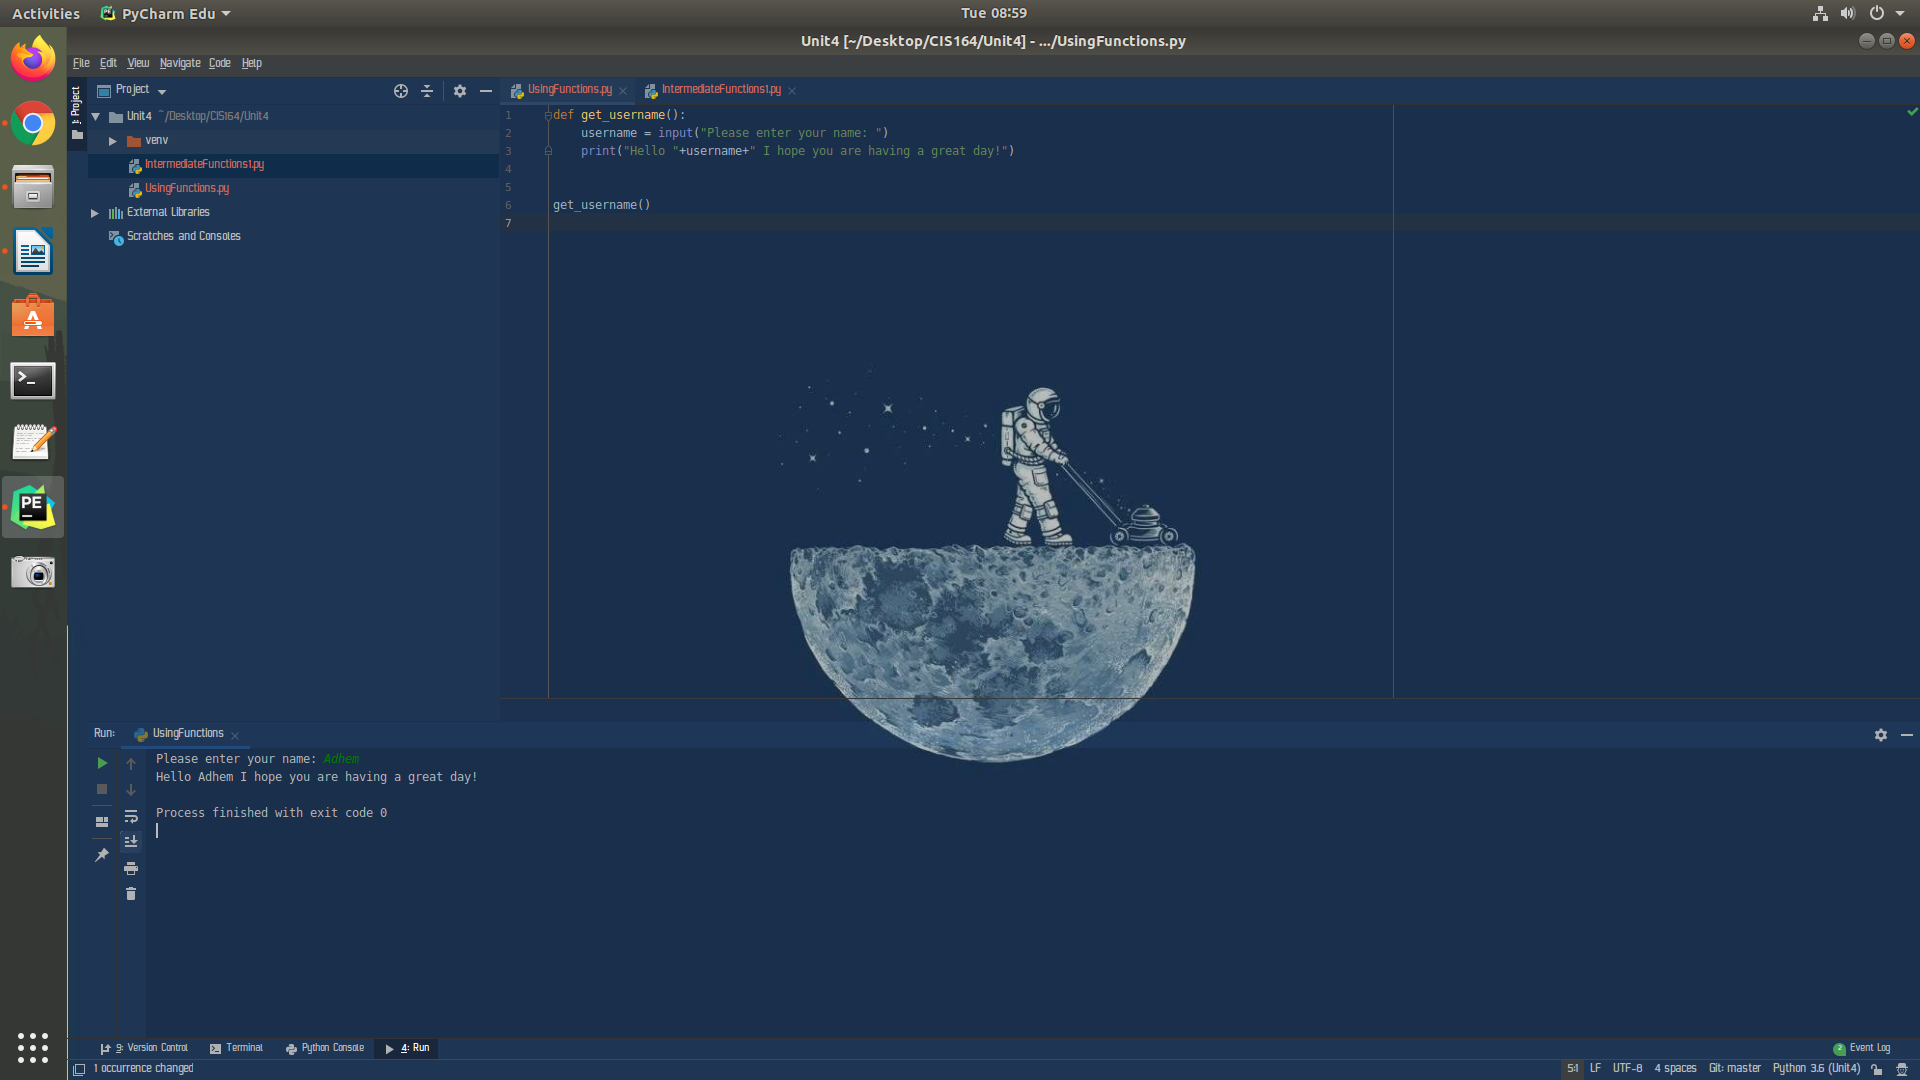 Activities
PyCharm Edu
Tue 08:59
Unit4 [~/Desktop/CIS164/Unit4] - .../UsingFunctions.py
File Edit View Navigate Code Help
1: Project
Project
UsingFunctions.py
IntermediateFunctions1.py
Unit4 ~/Desktop/CIS164/Unit4
venv
IntermediateFunctions1.py
UsingFunctions.py
External Libraries
Scratches and Consoles
1 def get_username():
2 username = input("Please enter your name: ")
3 print("Hello "+username+" I hope you are having a great day!")
4
5
6 get_username()
7
PE
Run: UsingFunctions
Please enter your name: Adhem
Hello Adhem I hope you are having a great day!
Process finished with exit code 0
9: Version Control
Terminal
Python Console
4: Run
2 Event Log
1 occurrence changed
5:1 LF UTF-8 4 spaces Git: master Python 3.6 (Unit4)